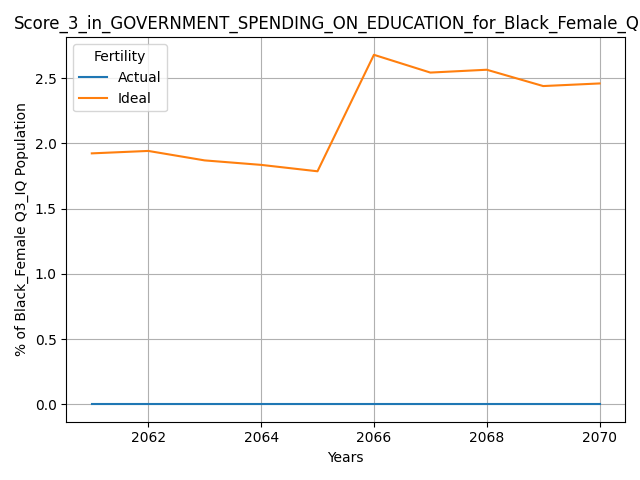 Score_3_in_GOVERNMENT_SPENDING_ON_EDUCATION_for_Black_Female_Q
Fertility
Actual
Ideal
% of Black_Female Q3_IQ Population
2.5
2.0
1.5
1.0
0.5
0.0
2062 2064 2066 2068 2070
Years